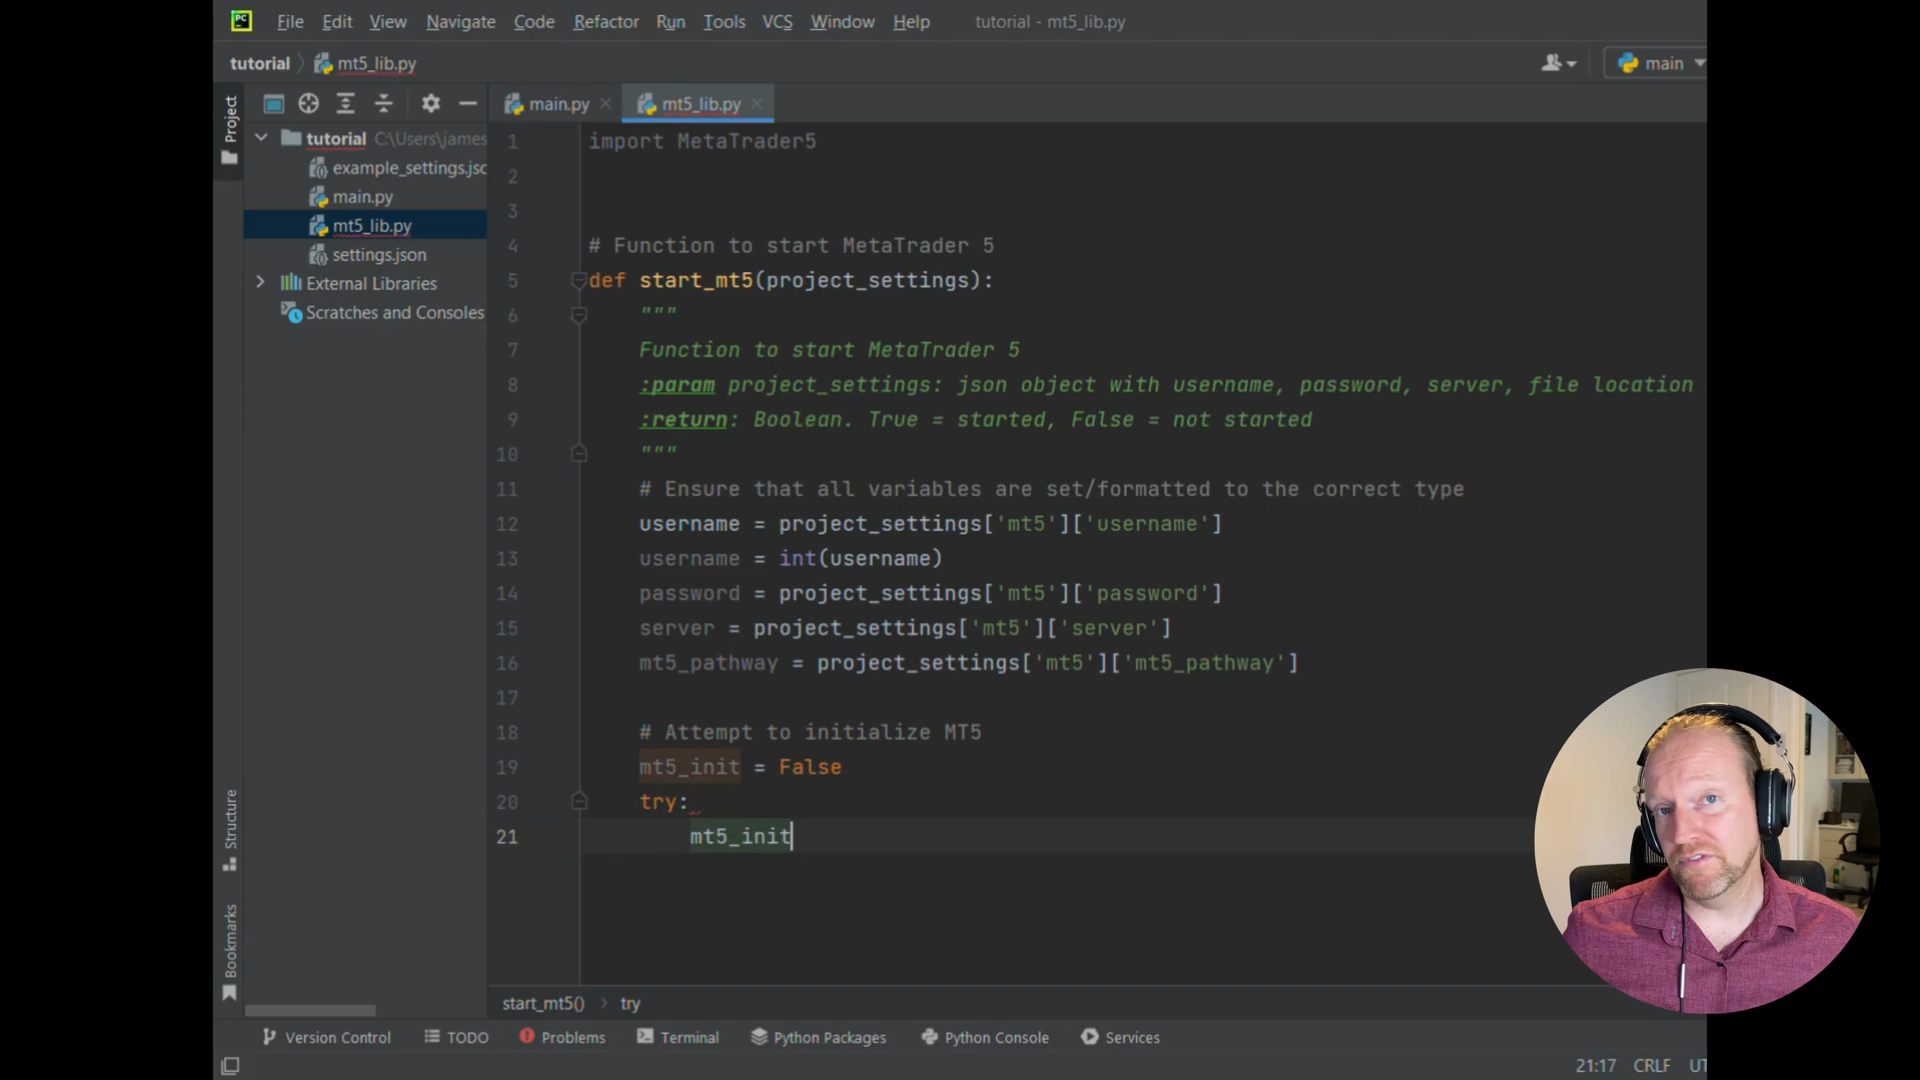 PC File Edit View Navigate Code Refactor Run Tools VCS Window Help tutorial - mt5_lib.py
tutorial mt5_lib.py main
Project
main.py mt5_lib.py
tutorial C:\Users\james
example_settings.jsc
main.py
mt5_lib.py
settings.json
External Libraries
Scratches and Consoles
1 import MetaTrader5
2
3
4 # Function to start MetaTrader 5
5 def start_mt5(project_settings):
6 """
7 Function to start MetaTrader 5
8 :param project_settings: json object with username, password, server, file location
9 :return: Boolean. True = started, False = not started
10 """
11 # Ensure that all variables are set/formatted to the correct type
12 username = project_settings['mt5']['username']
13 username = int(username)
14 password = project_settings['mt5']['password']
15 server = project_settings['mt5']['server']
16 mt5_pathway = project_settings['mt5']['mt5_pathway']
17
18 # Attempt to initialize MT5
19 mt5_init = False
20 try:
21 mt5_init
Structure
Bookmarks
start_mt5() try
Version Control TODO Problems Terminal Python Packages Python Console Services
21:17 CRLF UT